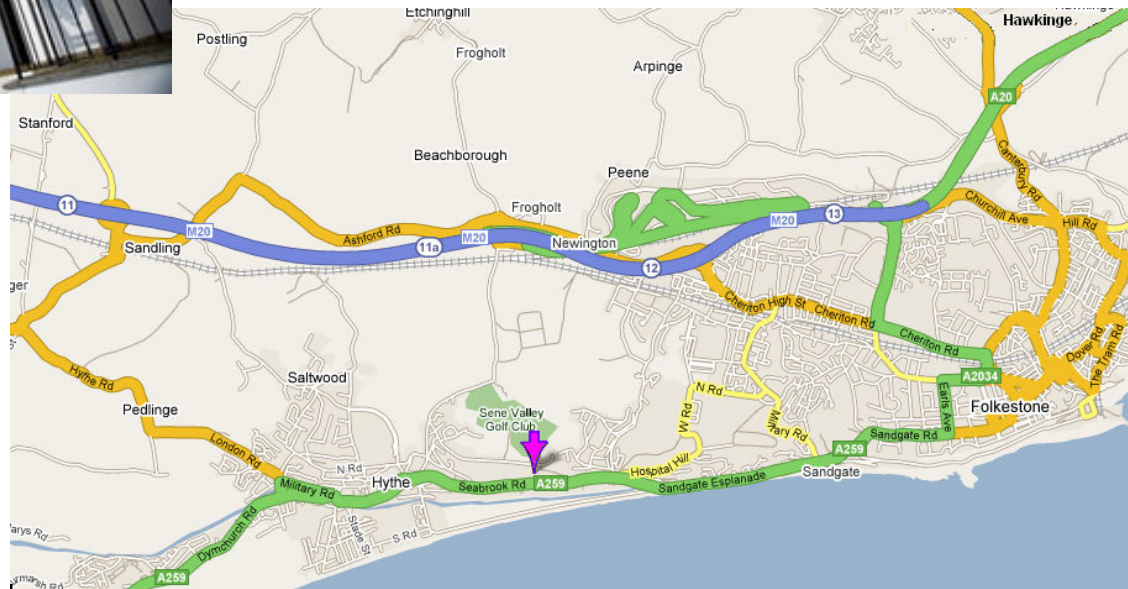 Etchinghill
Hawkinge
Postling
Frogholt
Arpinge
A20
Stanford
Canterbury Rd
Beachborough
Peene
11
Frogholt
Churchill Ave
Hill Rd
M20
13
M20
Ashford Rd
11a
M20
Newington
Sandling
12
Cheriton High St
Cheriton Rd
Cheriton Rd
Dover Rd
The Tram Rd
Hythe Rd
Saltwood
A2034
Earls Ave
Pedlinge
N Rd
Sene Valley
Golf Club
W Rd
Folkestone
London Rd
Sandgate Rd
A259
N Rd
Hospital Hill
Sandgate
Military Rd
Hythe
Seabrook Rd
A259
Sandgate Esplanade
Dymchurch Rd
Stade St
S Rd
A259